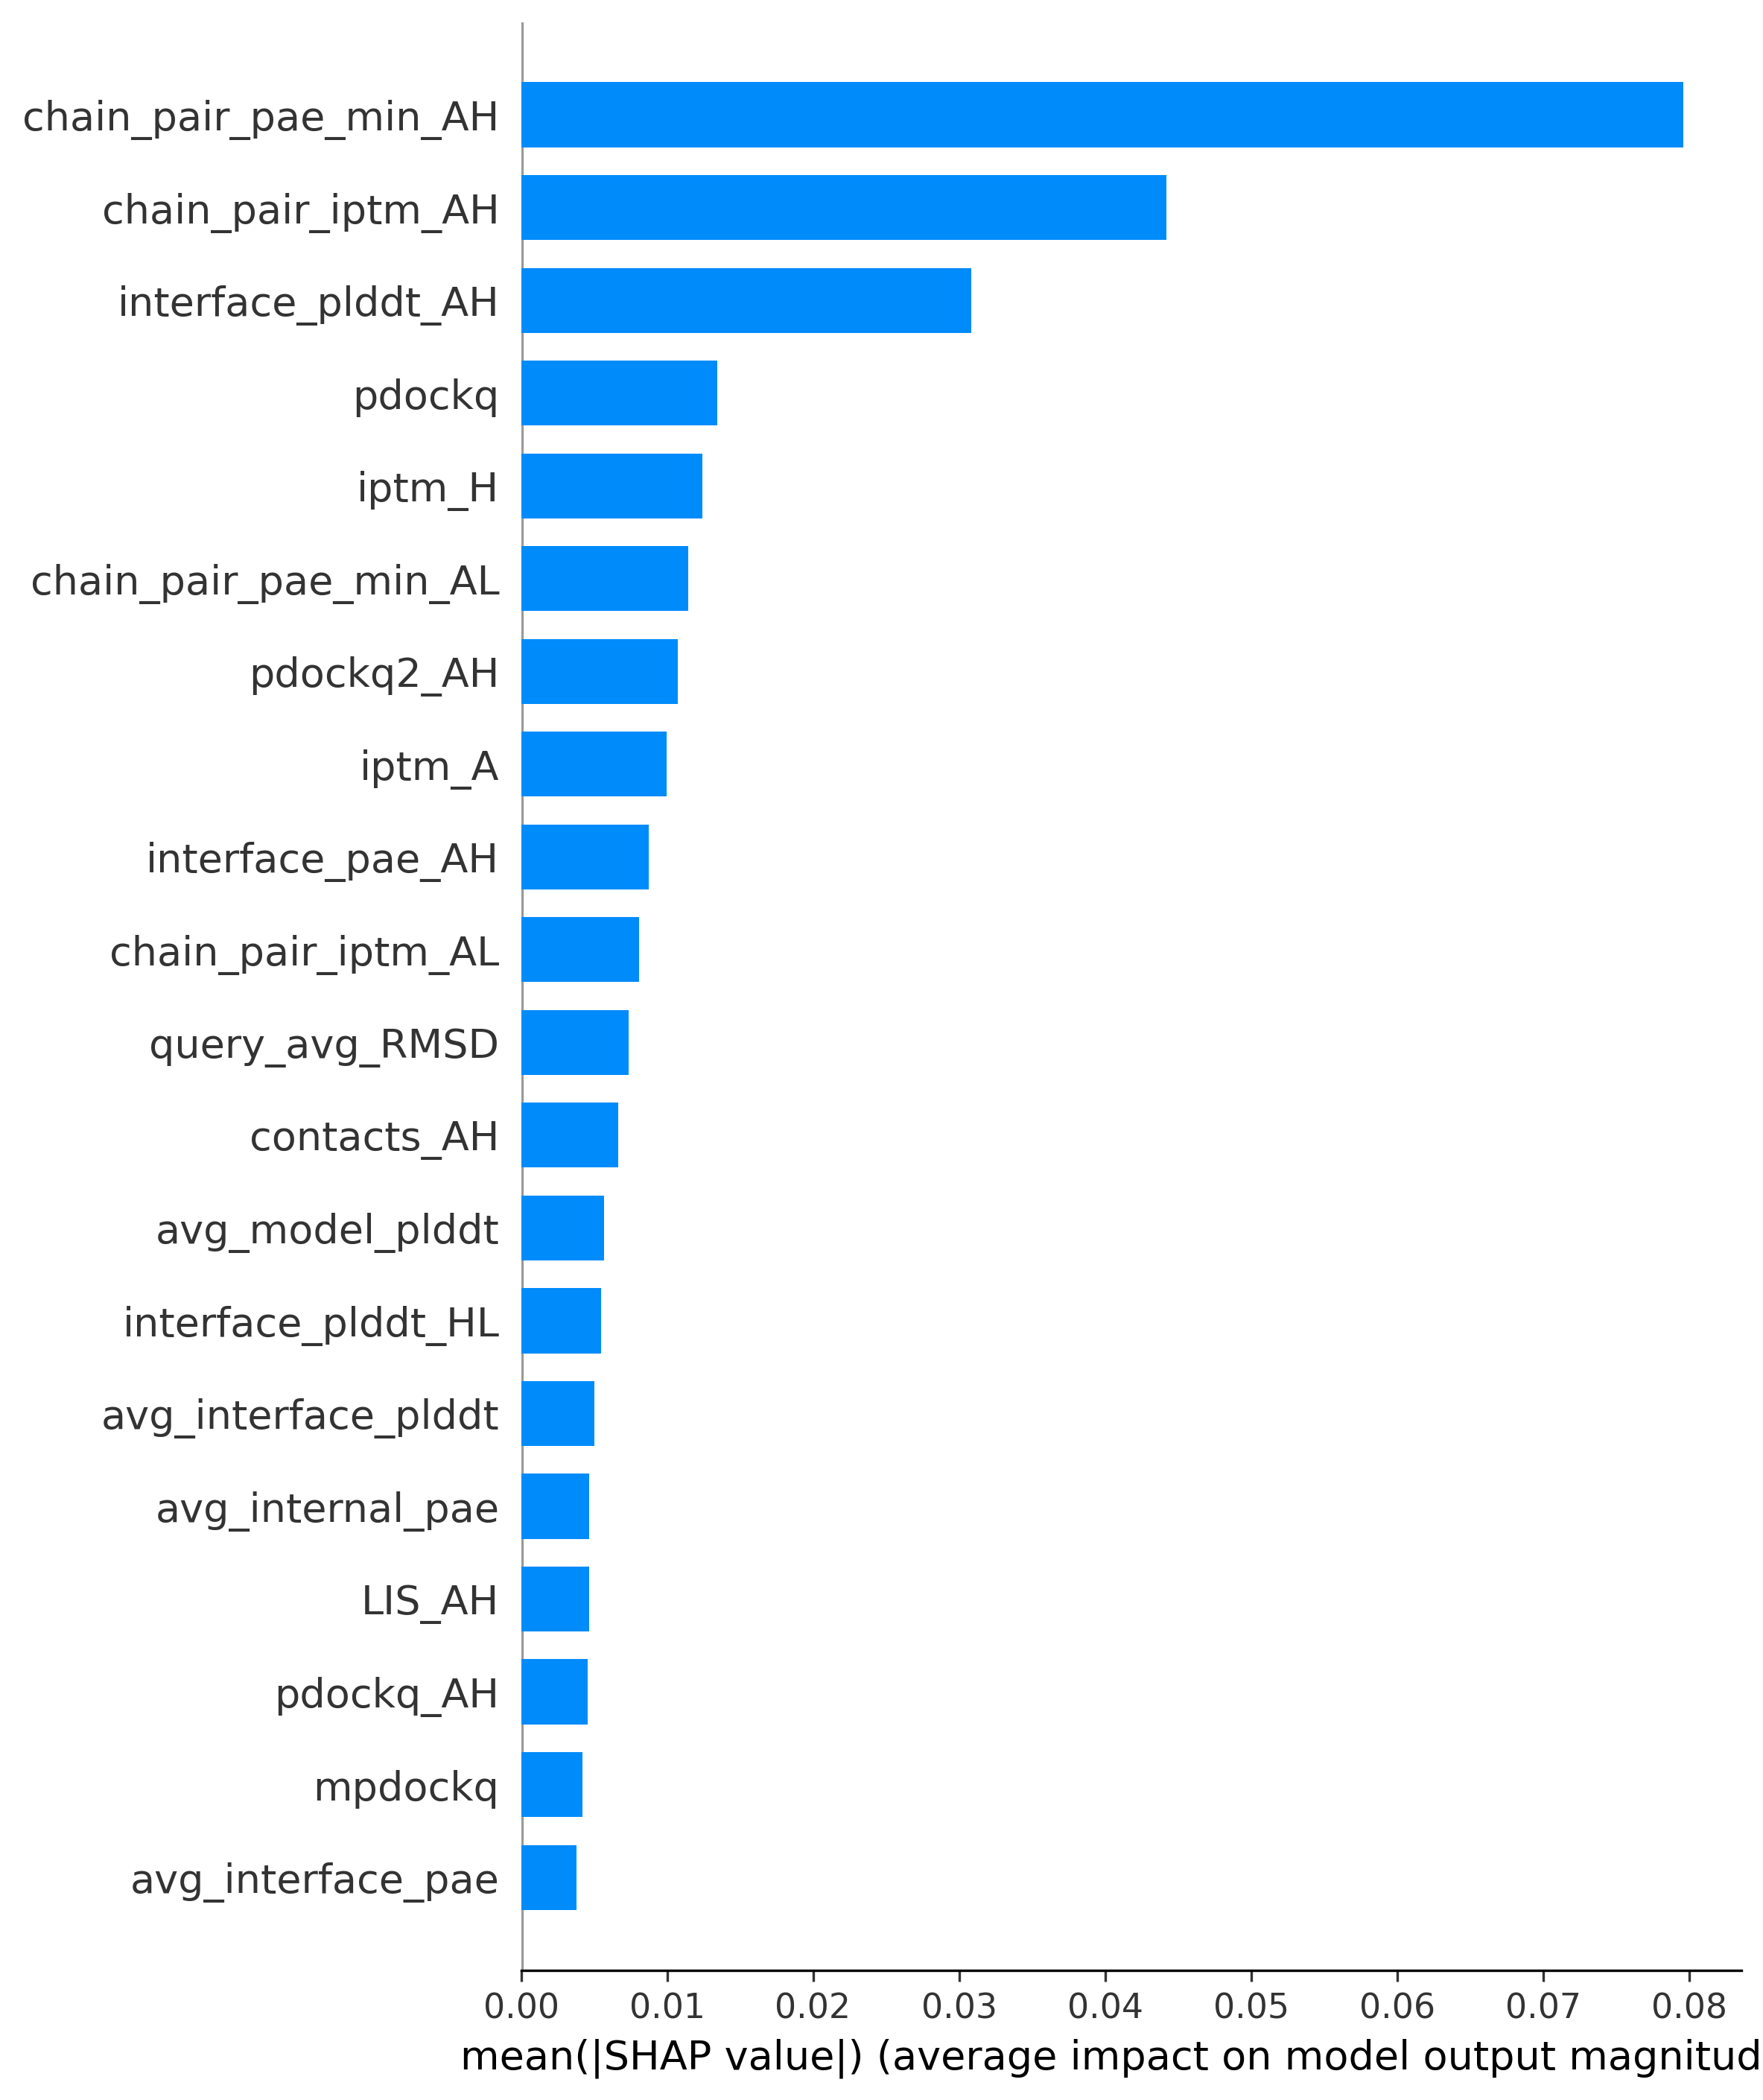 chain_pair_pae_min_AH
chain_pair_iptm_AH
interface_plddt_AH
pdockq
iptm_H
chain_pair_pae_min_AL
pdockq2_AH
iptm_A
interface_pae_AH
chain_pair_iptm_AL
query_avg_RMSD
contacts_AH
avg_model_plddt
interface_plddt_HL
avg_interface_plddt
avg_internal_pae
LIS_AH
pdockq_AH
mpdockq
avg_interface_pae
0.00 0.01 0.02 0.03 0.04 0.05 0.06 0.07 0.08
mean(|SHAP value|) (average impact on model output magnitud